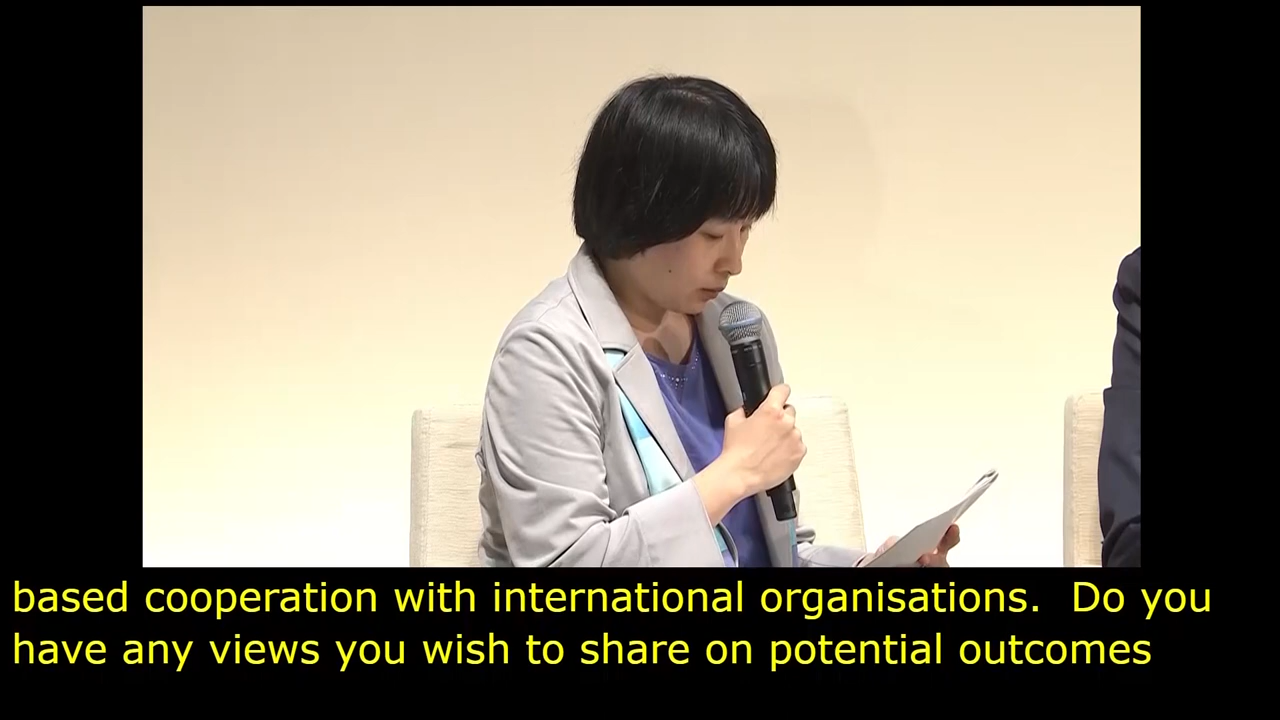 based cooperation with international organisations.  Do you
have any views you wish to share on potential outcomes